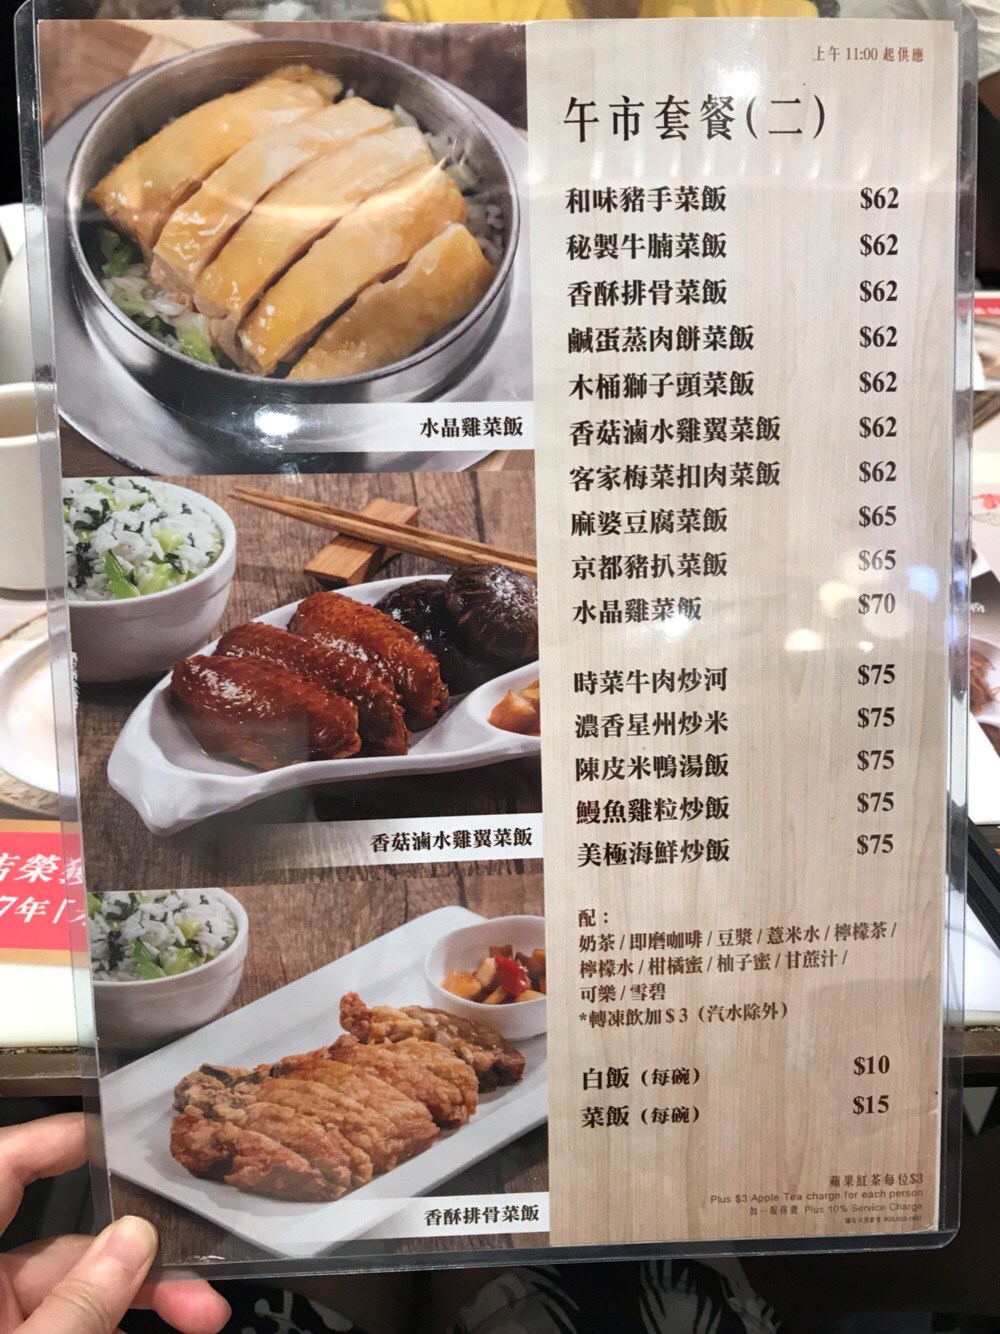 上午 11:00 起供應
午市套餐(二)
和味豬手菜飯 $62
秘製牛腩菜飯 $62
香酥排骨菜飯 $62
鹹蛋蒸肉餅菜飯 $62
木桶獅子頭菜飯 $62
香菇滷水雞翼菜飯 $62
客家梅菜扣肉菜飯 $62
麻婆豆腐菜飯 $65
京都豬扒菜飯 $65
水晶雞菜飯 $70
時菜牛肉炒河 $75
濃香星州炒米 $75
陳皮米鴨湯飯 $75
鰻魚雞粒炒飯 $75
美極海鮮炒飯 $75
配：
奶茶/即磨咖啡/豆漿/薏米水/檸檬茶/
檸檬水/柑橘蜜/柚子蜜/甘蔗汁/
可樂/雪碧
*轉凍飲加$3（汽水除外）
白飯（每碗） $10
菜飯（每碗） $15
蘋果紅茶每位$3
Plus $3 Apple Tea charge for each person
加一服務費 Plus 10% Service Charge
水晶雞菜飯
香菇滷水雞翼菜飯
香酥排骨菜飯
7年